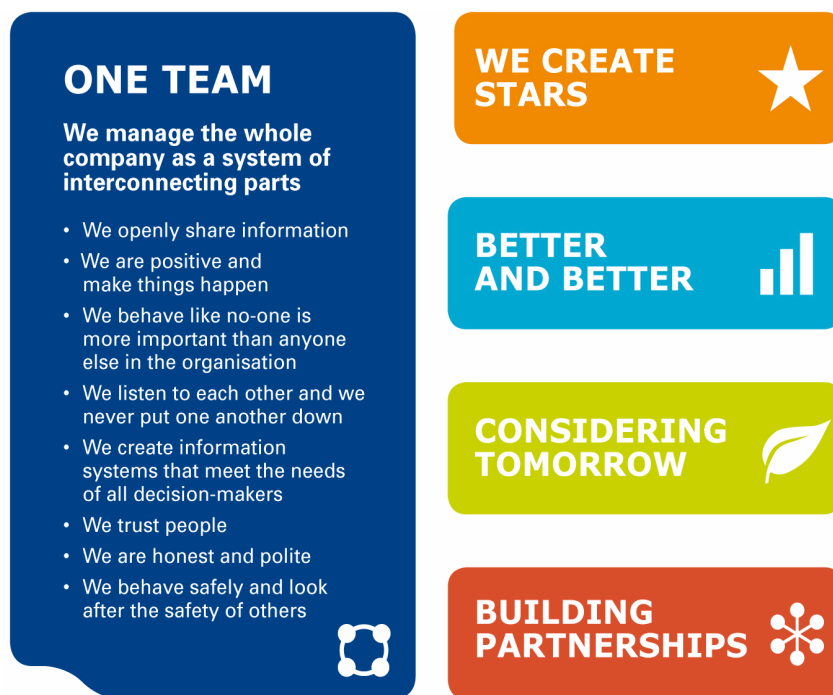 ONE TEAM
We manage the whole
company as a system of
interconnecting parts
• We openly share information
• We are positive and
make things happen
• We behave like no-one is
more important than anyone
else in the organisation
• We listen to each other and we
never put one another down
• We create information
systems that meet the needs
of all decision-makers
• We trust people
• We are honest and polite
• We behave safely and look
after the safety of others
WE CREATE
STARS
BETTER
AND BETTER
CONSIDERING
TOMORROW
BUILDING
PARTNERSHIPS